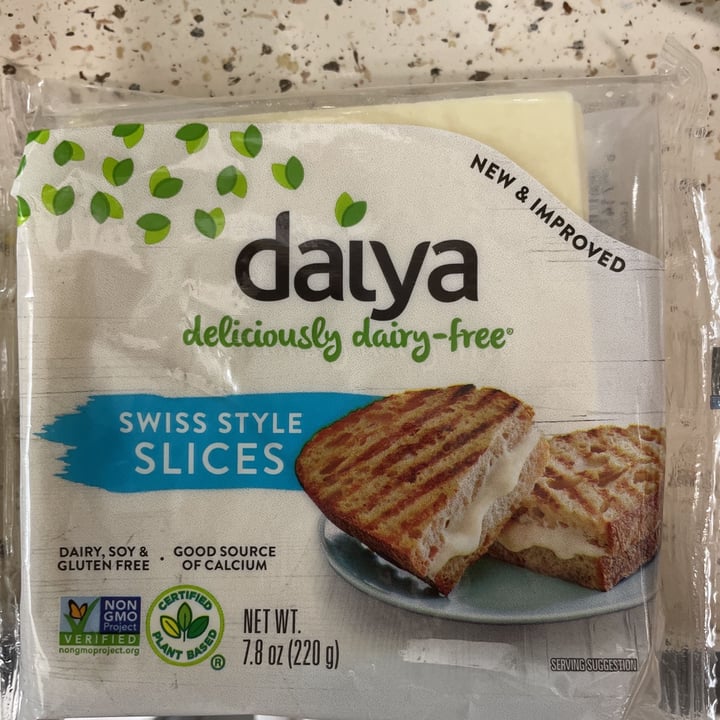 NEW & IMPROVED
daiya
deliciously dairy-free®
SWISS STYLE
SLICES
DAIRY, SOY &
GLUTEN FREE
· GOOD SOURCE
OF CALCIUM
NON
GMO
Project
VERIFIED
nongmoproject.org
CERTIFIED
PLANT BASED
®
NET WT.
7.8 oz (220 g)
SERVING SUGGESTION